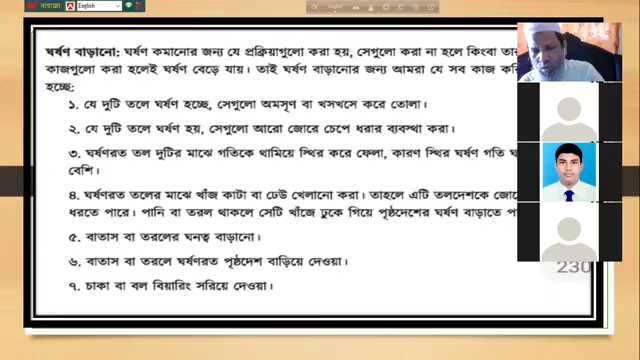 English
ঘর্ষণ বাড়ানো: ঘর্ষণ কমানোর জন্য যে প্রক্রিয়াগুলো করা হয়, সেগুলো করা না হলে কিংবা তার
কাজগুলো করা হলেই ঘর্ষণ বেড়ে যায়। তাই ঘর্ষণ বাড়ানোর জন্য আমরা যে সব কাজ করি
হচ্ছে:
১. যে দুটি তলে ঘর্ষণ হচ্ছে, সেগুলো অমসৃণ বা খসখসে করে তোলা।
২. যে দুটি তলে ঘর্ষণ হয়, সেগুলো আরো জোরে চেপে ধরার ব্যবস্থা করা।
৩. ঘর্ষণরত তল দুটির মাঝে গতিকে থামিয়ে স্থির করে ফেলা, কারণ স্থির ঘর্ষণ গতি
বেশি।
৪. ঘর্ষণরত তলের মাঝে খাঁজ কাটা বা ঢেউ খেলানো করা। তাহলে এটি তলদেশকে জোরে
ধরতে পারে। পানি বা তরল থাকলে সেটি খাঁজে ঢুকে গিয়ে পৃষ্ঠদেশের ঘর্ষণ বাড়াতে
৫. বাতাস বা তরলের ঘনত্ব বাড়ানো।
৬. বাতাস বা তরলে ঘর্ষণরত পৃষ্ঠদেশ বাড়িয়ে দেওয়া।
230
৭. চাকা বা বল বিয়ারিং সরিয়ে দেওয়া।